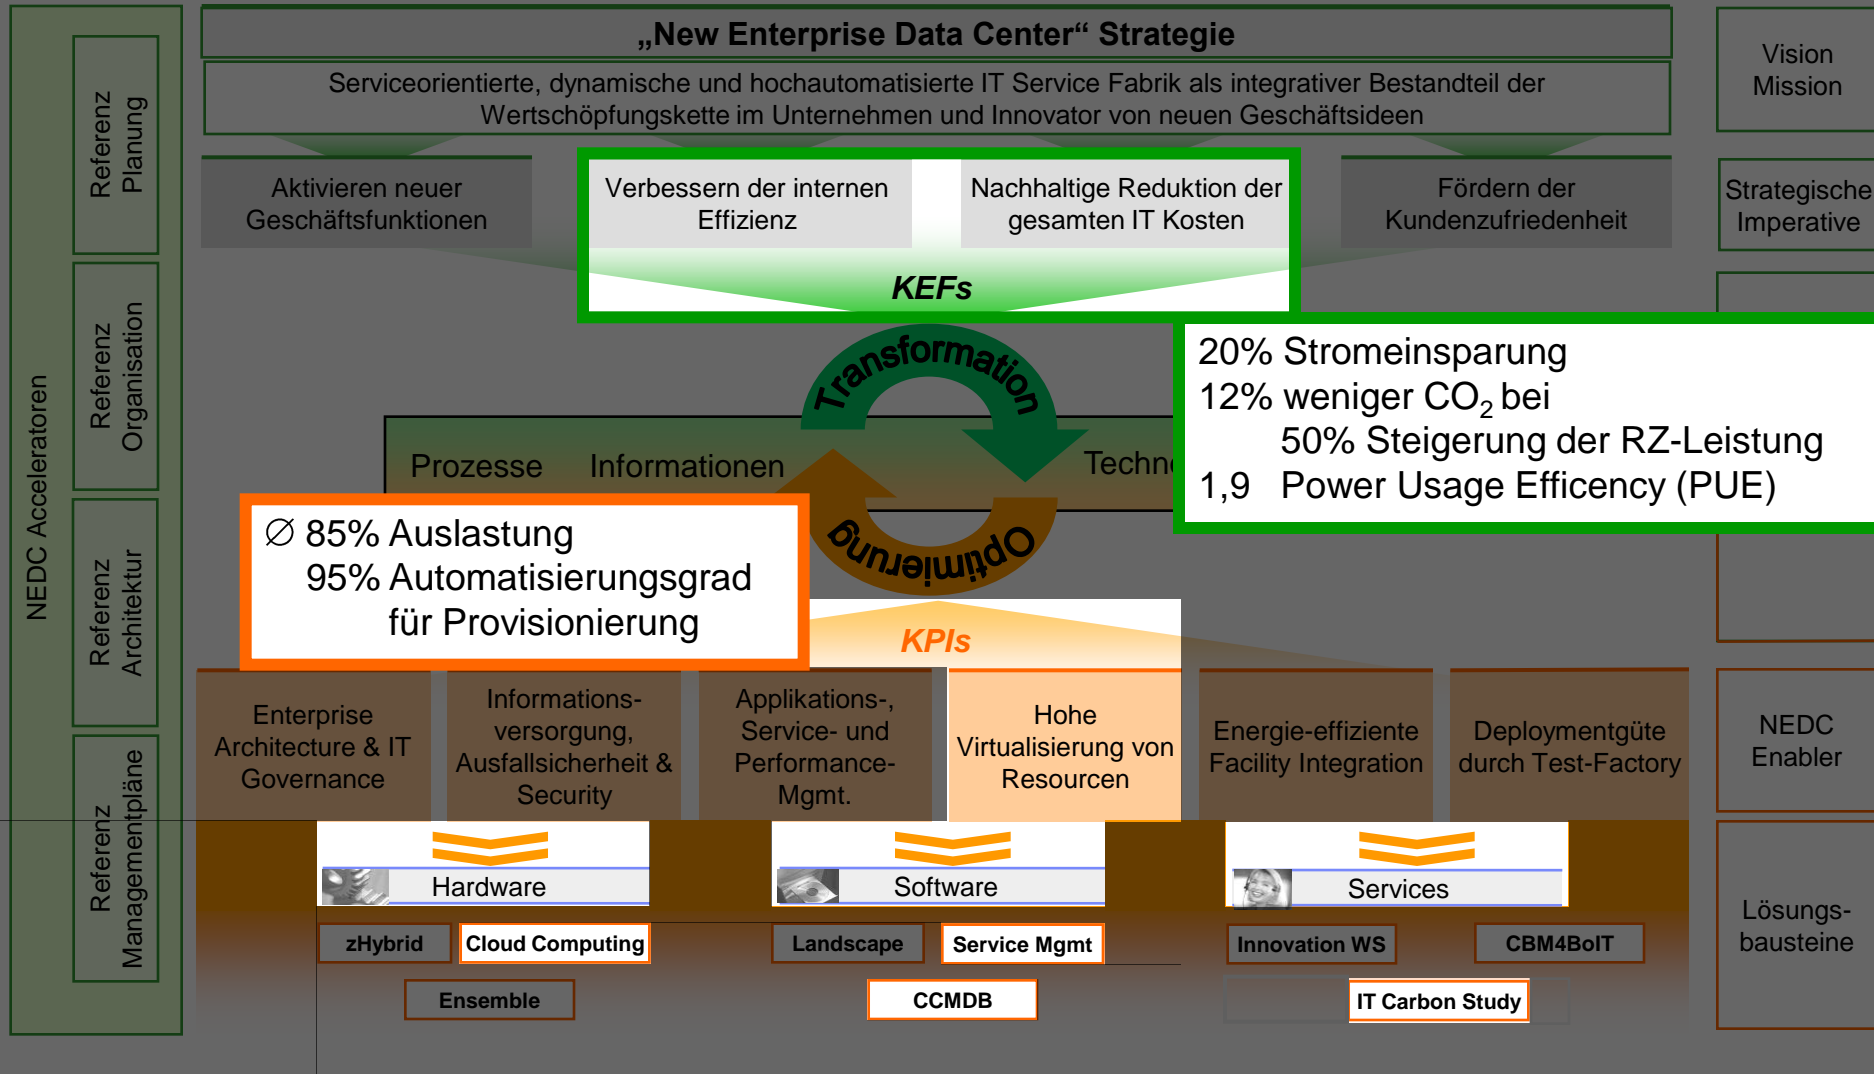 „New Enterprise Data Center“ Strategie
Serviceorientierte, dynamische und hochautomatisierte IT Service Fabrik als integrativer Bestandteil der
Wertschöpfungskette im Unternehmen und Innovator von neuen Geschäftsideen
Vision
Mission
Aktivieren neuer
Geschäftsfunktionen
Verbessern der internen
Effizienz
Nachhaltige Reduktion der
gesamten IT Kosten
Fördern der
Kundenzufriedenheit
Strategische
Imperative
KEFs
NEDC Acceleratoren
Referenz
Planung
Referenz
Organisation
Referenz
Architektur
Referenz
Managementpläne
Transformation
Optimierung
Prozesse
Informationen
20% Stromeinsparung
12% weniger CO₂ bei
50% Steigerung der RZ-Leistung
1,9 Power Usage Efficency (PUE)
∅ 85% Auslastung
95% Automatisierungsgrad
für Provisionierung
KPIs
Enterprise
Architecture & IT
Governance
Informations-
versorgung,
Ausfallsicherheit &
Security
Applikations-,
Service- und
Performance-
Mgmt.
Hohe
Virtualisierung von
Resourcen
Energie-effiziente
Facility Integration
Deploymentgüte
durch Test-Factory
NEDC
Enabler
Hardware
Software
Services
zHybrid
Cloud Computing
Landscape
Service Mgmt
Innovation WS
CBM4BoIT
Ensemble
CCMDB
IT Carbon Study
Lösungs-
bausteine